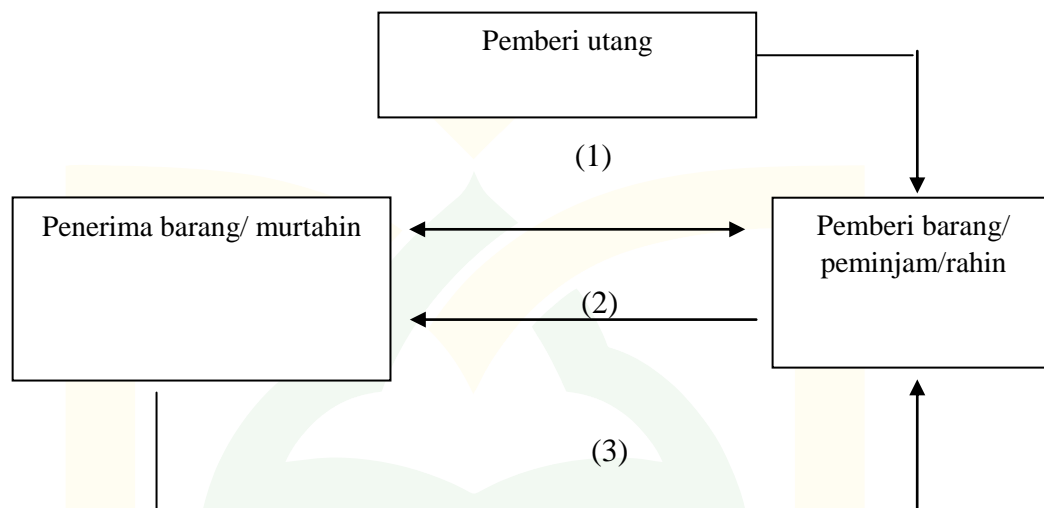 Pemberi utang
(1)
Penerima barang/ murtahin
Pemberi barang/
peminjam/rahin
(2)
(3)